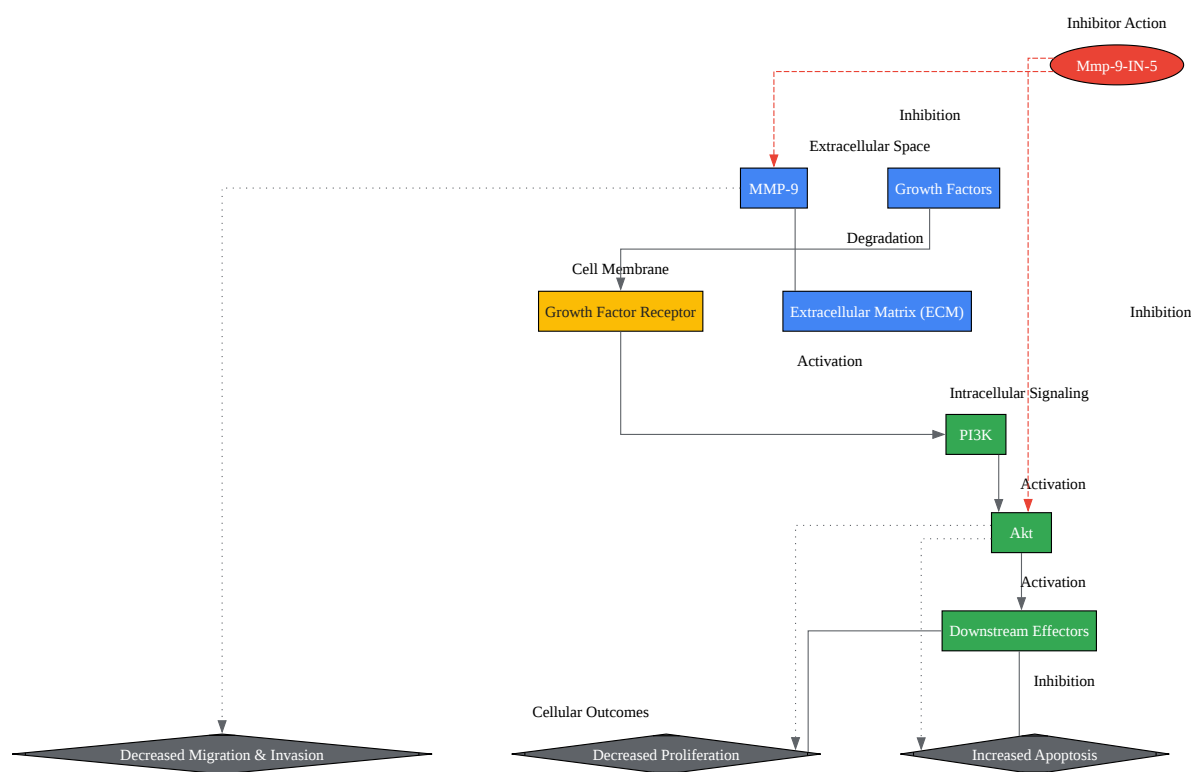 Inhibitor Action
Mmp-9-IN-5
Inhibition
Extracellular Space
MMP-9
Growth Factors
Degradation
Cell Membrane
Growth Factor Receptor
Extracellular Matrix (ECM)
Inhibition
Activation
Intracellular Signaling
PI3K
Activation
Akt
Activation
Downstream Effectors
Inhibition
Cellular Outcomes
Decreased Migration & Invasion
Decreased Proliferation
Increased Apoptosis